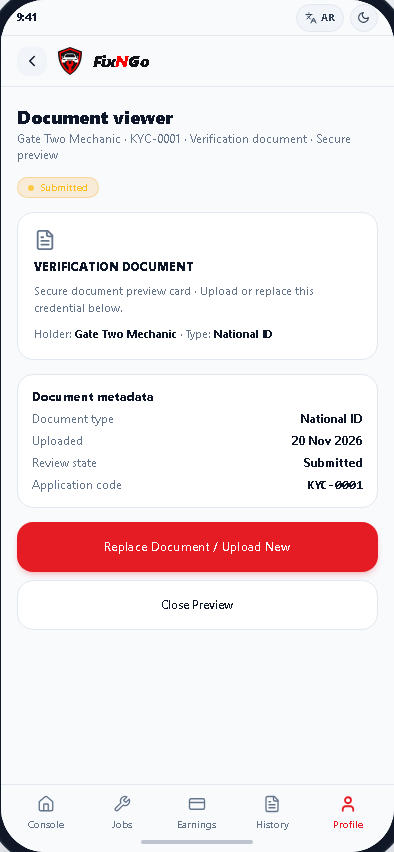 9:41
AR
FixNGo
Document viewer
Gate Two Mechanic · KYC-0001 · Verification document · Secure
preview
Submitted
VERIFICATION DOCUMENT
Secure document preview card · Upload or replace this
credential below.
Holder: Gate Two Mechanic · Type: National ID
Document metadata
Document type National ID
Uploaded 20 Nov 2026
Review state Submitted
Application code KYC-0001
Replace Document / Upload New
Close Preview
Console Jobs Earnings History Profile